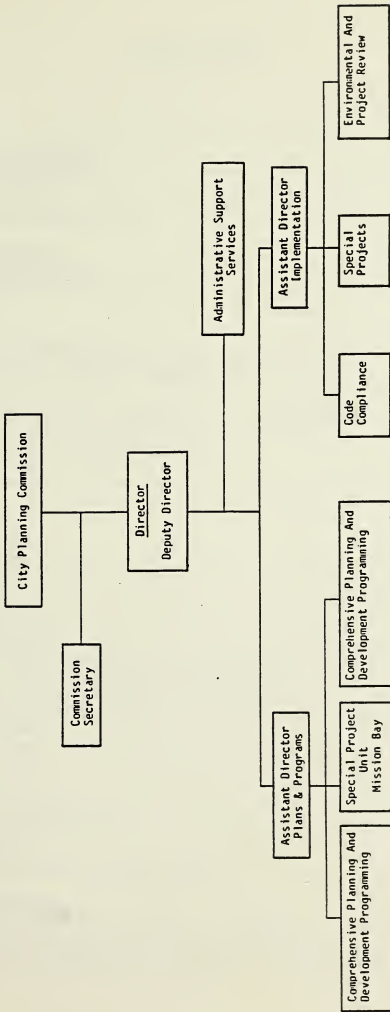 City Planning Commission
Commission
Secretary
Director
Deputy Director
Administrative Support
Services
Assistant Director
Plans & Programs
Assistant Director
Implementation
Comprehensive Planning And
Development Programming
Special Project
Unit
Mission Bay
Comprehensive Planning And
Development Programming
Code
Compliance
Special
Projects
Environmental And
Project Review